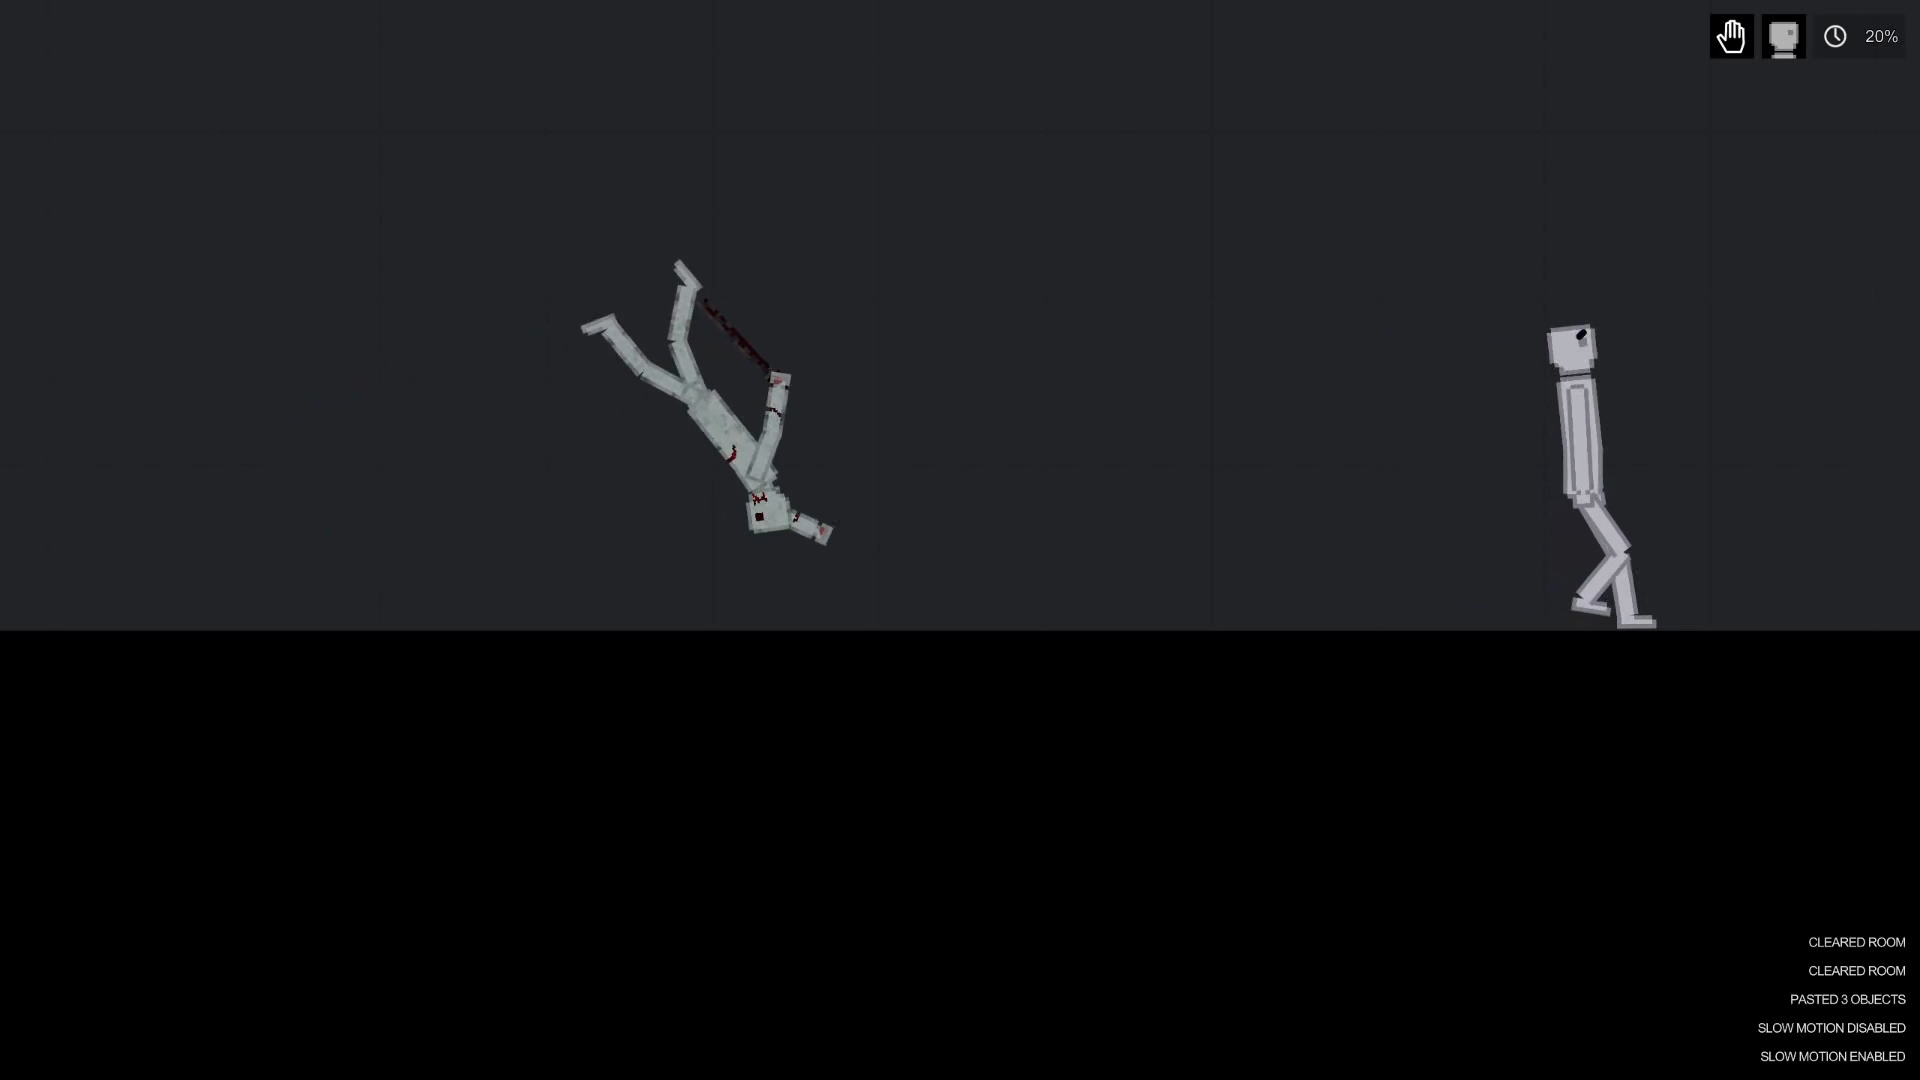 20%
CLEARED ROOM
CLEARED ROOM
PASTED 3 OBJECTS
SLOW MOTION DISABLED
SLOW MOTION ENABLED